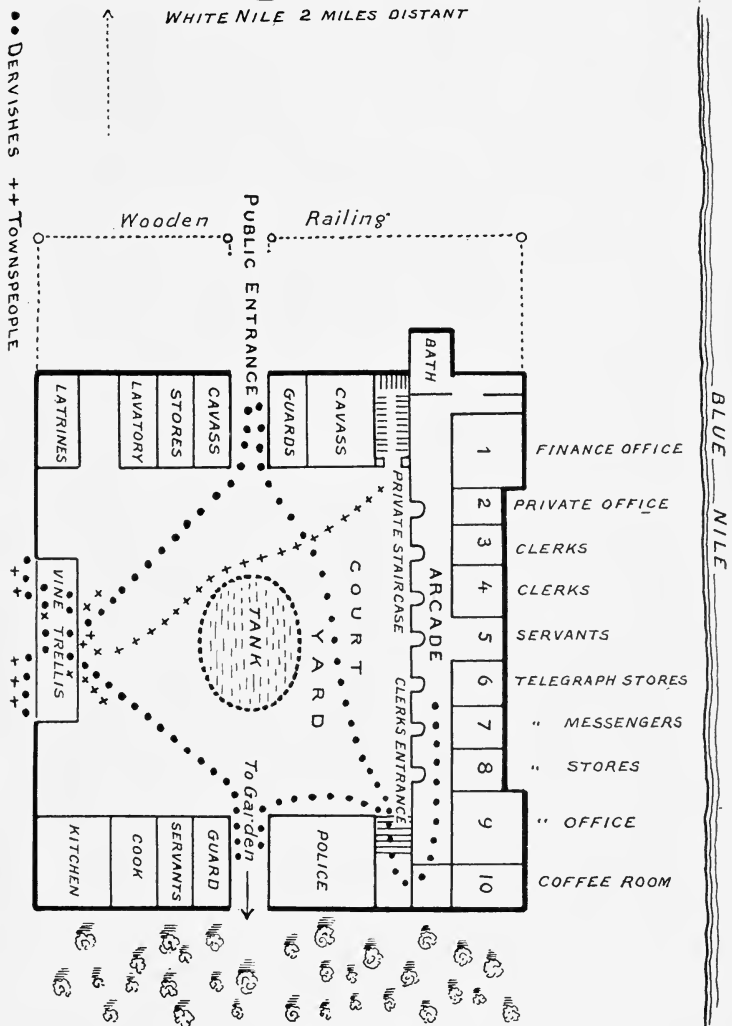 WHITE NILE 2 MILES DISTANT
•• DERVISHES ++ TOWNSPEOPLE
BLUE NILE
Wooden Railing
PUBLIC ENTRANCE
LATRINES
LAVATORY
STORES
CAVASS
GUARDS
CAVASS
BATH
PRIVATE STAIRCASE
ARCADE
CLERKS ENTRANCE
COURT
YARD
TANK
VINE TRELLIS
1 FINANCE OFFICE
2 PRIVATE OFFICE
3 CLERKS
4 CLERKS
5 SERVANTS
6 TELEGRAPH STORES
7 " MESSENGERS
8 " STORES
9 " OFFICE
10 COFFEE ROOM
To Garden
KITCHEN
COOK
SERVANTS
GUARD
POLICE